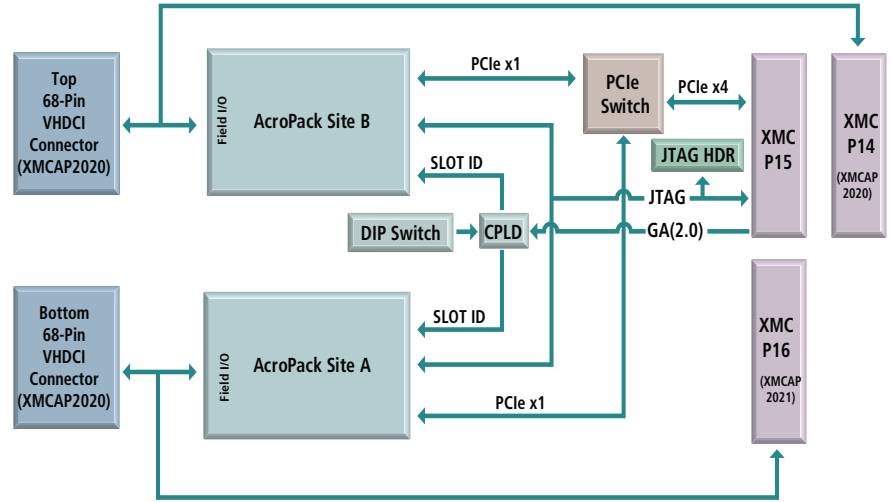 Top
68-Pin
VHDCI
Connector
(XMCAP2020)
Field I/O
AcroPack Site B
PCIe x1
PCIe
Switch
PCIe x4
XMC
P15
XMC
P14
(XMCAP
2020)
JTAG HDR
SLOT ID
JTAG
DIP Switch
CPLD
GA(2.0)
Bottom
68-Pin
VHDCI
Connector
(XMCAP2020)
Field I/O
AcroPack Site A
SLOT ID
PCIe x1
XMC
P16
(XMCAP
2021)